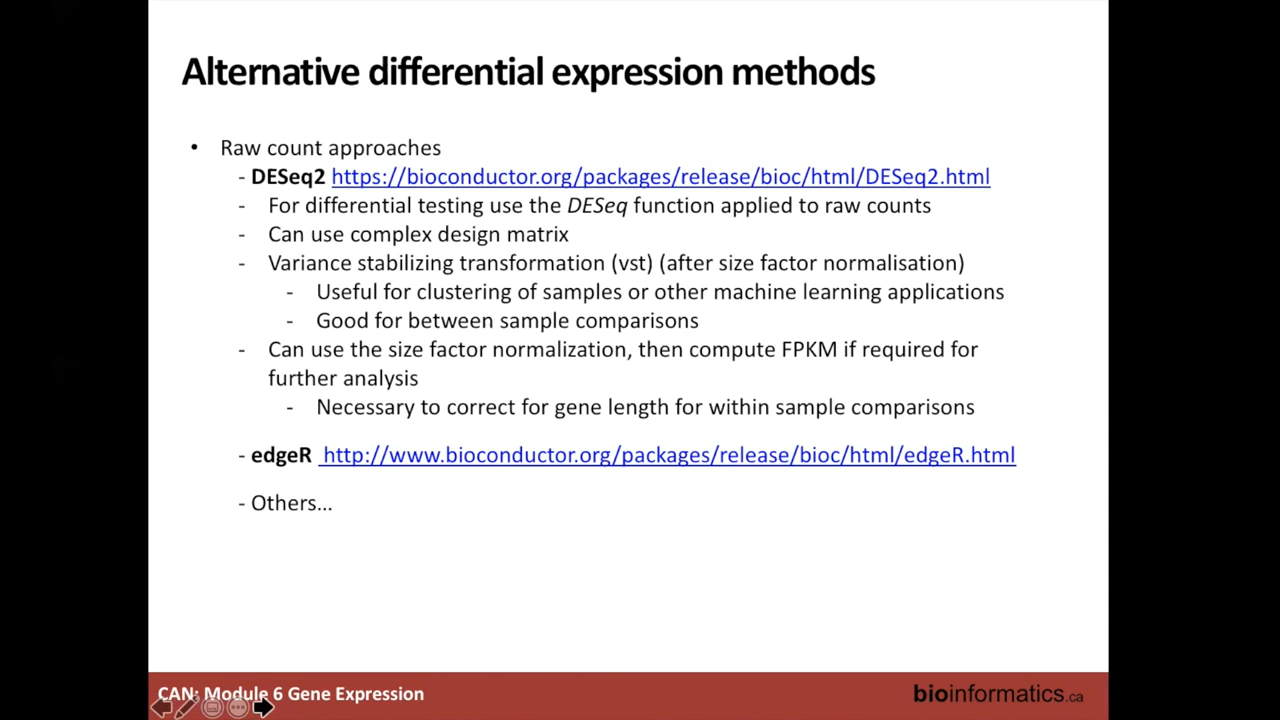 Alternative differential expression methods
• Raw count approaches
- DESeq2 https://bioconductor.org/packages/release/bioc/html/DESeq2.html
- For differential testing use the DESeq function applied to raw counts
- Can use complex design matrix
- Variance stabilizing transformation (vst) (after size factor normalisation)
- Useful for clustering of samples or other machine learning applications
- Good for between sample comparisons
- Can use the size factor normalization, then compute FPKM if required for
further analysis
- Necessary to correct for gene length for within sample comparisons
- edgeR http://www.bioconductor.org/packages/release/bioc/html/edgeR.html
- Others...
CAN: Module 6 Gene Expression
bioinformatics.ca